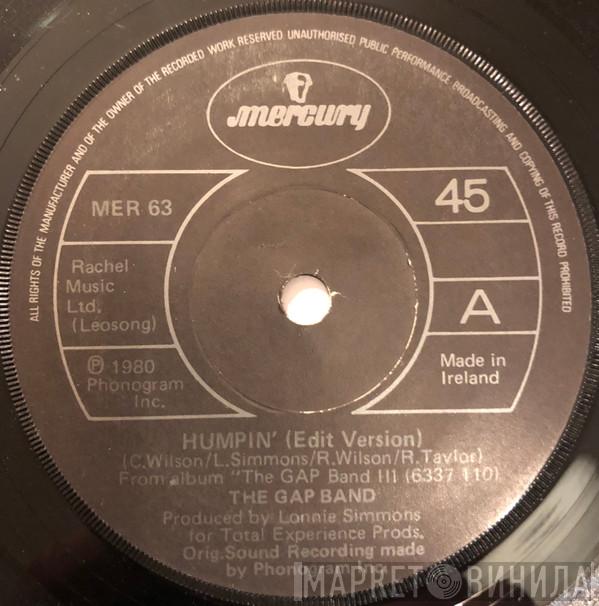 ALL RIGHTS OF THE MANUFACTURER AND OF THE OWNER OF THE RECORDED WORK RESERVED UNAUTHORISED PUBLIC PERFORMANCE BROADCASTING AND COPYING OF THIS RECORD PROHIBITED
mercury
MER 63
45
Rachel
Music
Ltd.
(Leosong)
A
℗ 1980
Phonogram
Inc.
Made in
Ireland
HUMPIN' (Edit Version)
(C.Wilson/L.Simmons/R.Wilson/R.Taylor)
From album "The GAP Band III (6337 110)
THE GAP BAND
Produced by Lonnie Simmons
for Total Experience Prods.
Orig.Sound Recording made
by Phonogram Inc.
МАРКЕТ ВИНИЛА